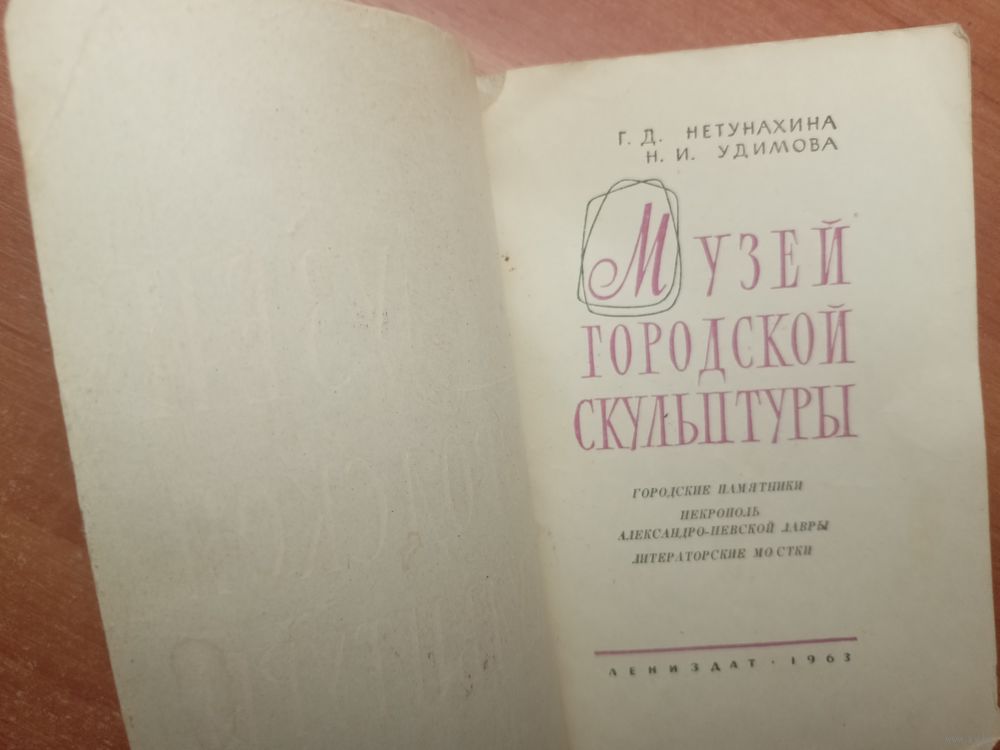 Г. Д. НЕТУНАХИНА
Н. И. УДИМОВА
МУЗЕЙ
ГОРОДСКОЙ
СКУЛЬПТУРЫ
ГОРОДСКИЕ ПАМЯТНИКИ
НЕКРОПОЛЬ
АЛЕКСАНДРО-НЕВСКОЙ ЛАВРЫ
ЛИТЕРАТОРСКИЕ МОСТКИ
ЛЕНИЗДАТ · 1963